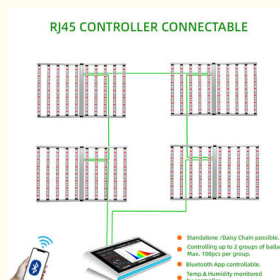 RJ45 CONTROLLER CONNECTABLE
Standalone /Daisy Chain possible.
Controlling up to 2 groups of balla
Max. 100pcs per group.
Bluetooth App controllable.
Temp.& Humidity monitored